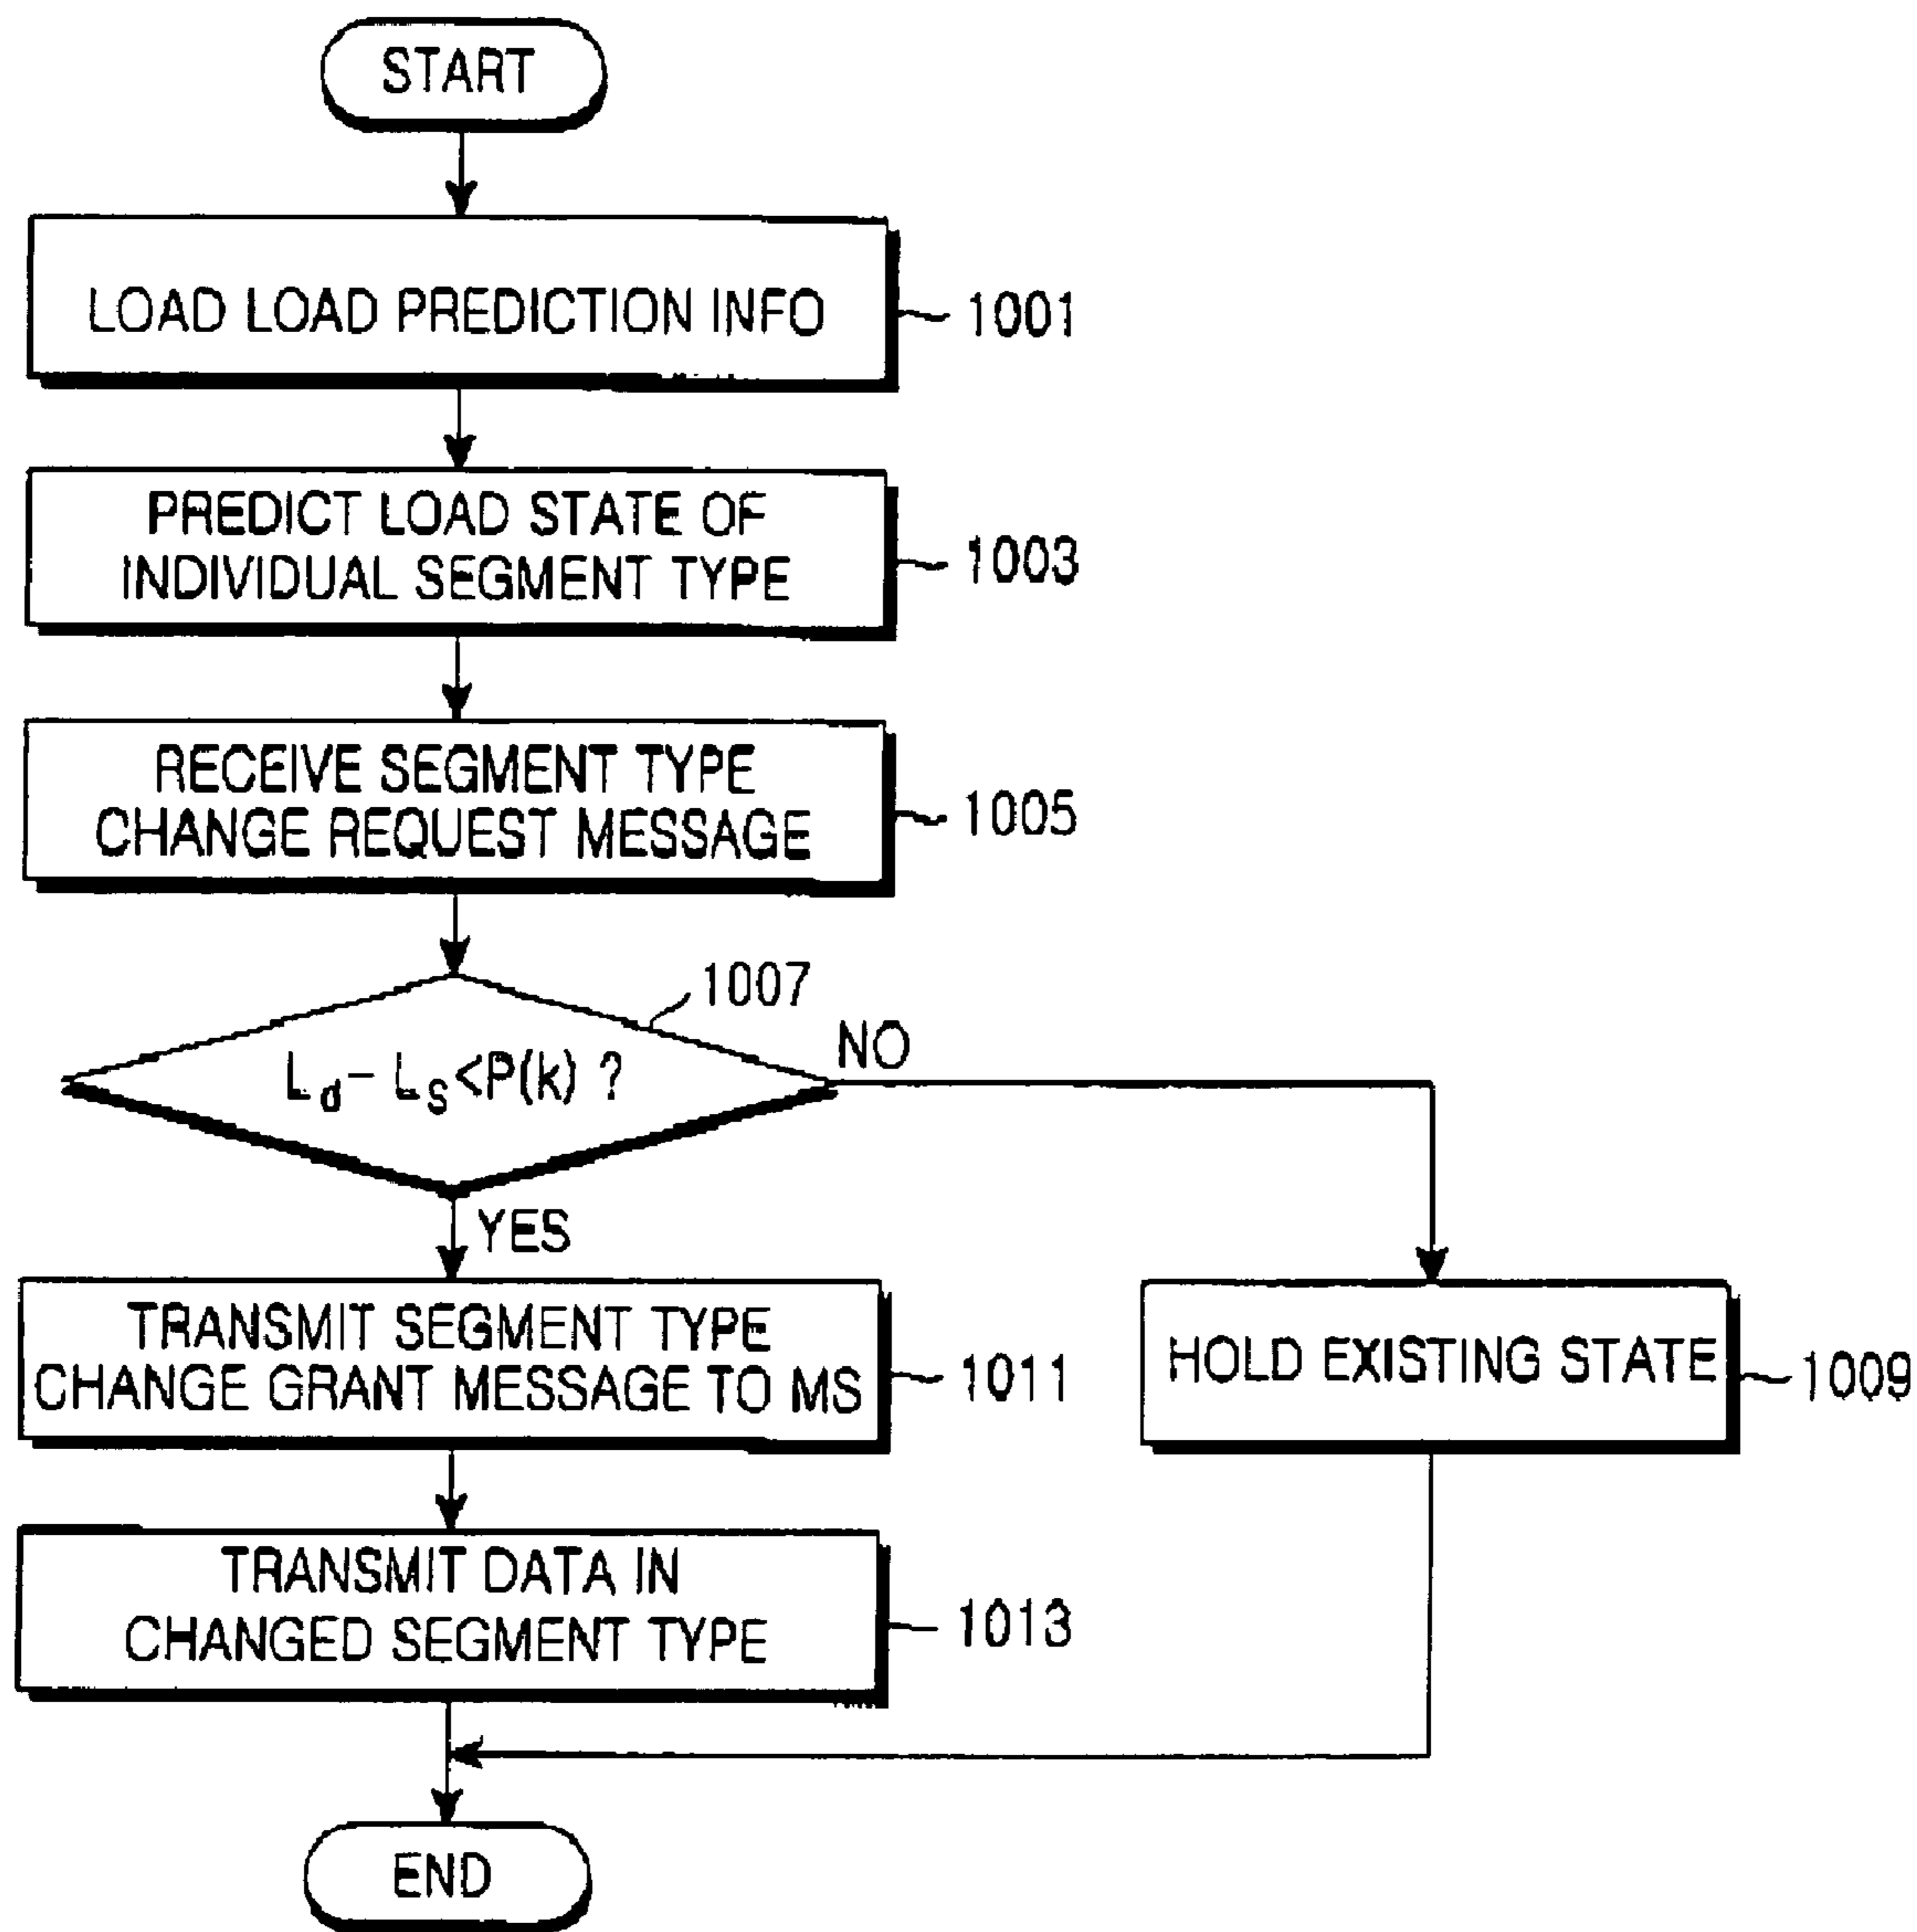 START
LOAD LOAD PREDICTION INFO
1001
PREDICT LOAD STATE OF
INDIVIDUAL SEGMENT TYPE
1003
RECEIVE SEGMENT TYPE
CHANGE REQUEST MESSAGE
1005
1007
L_d - L_S <P(k) ?
NO
YES
TRANSMIT SEGMENT TYPE
CHANGE GRANT MESSAGE TO MS
1011
HOLD EXISTING STATE
1009
TRANSMIT DATA IN
CHANGED SEGMENT TYPE
1013
END